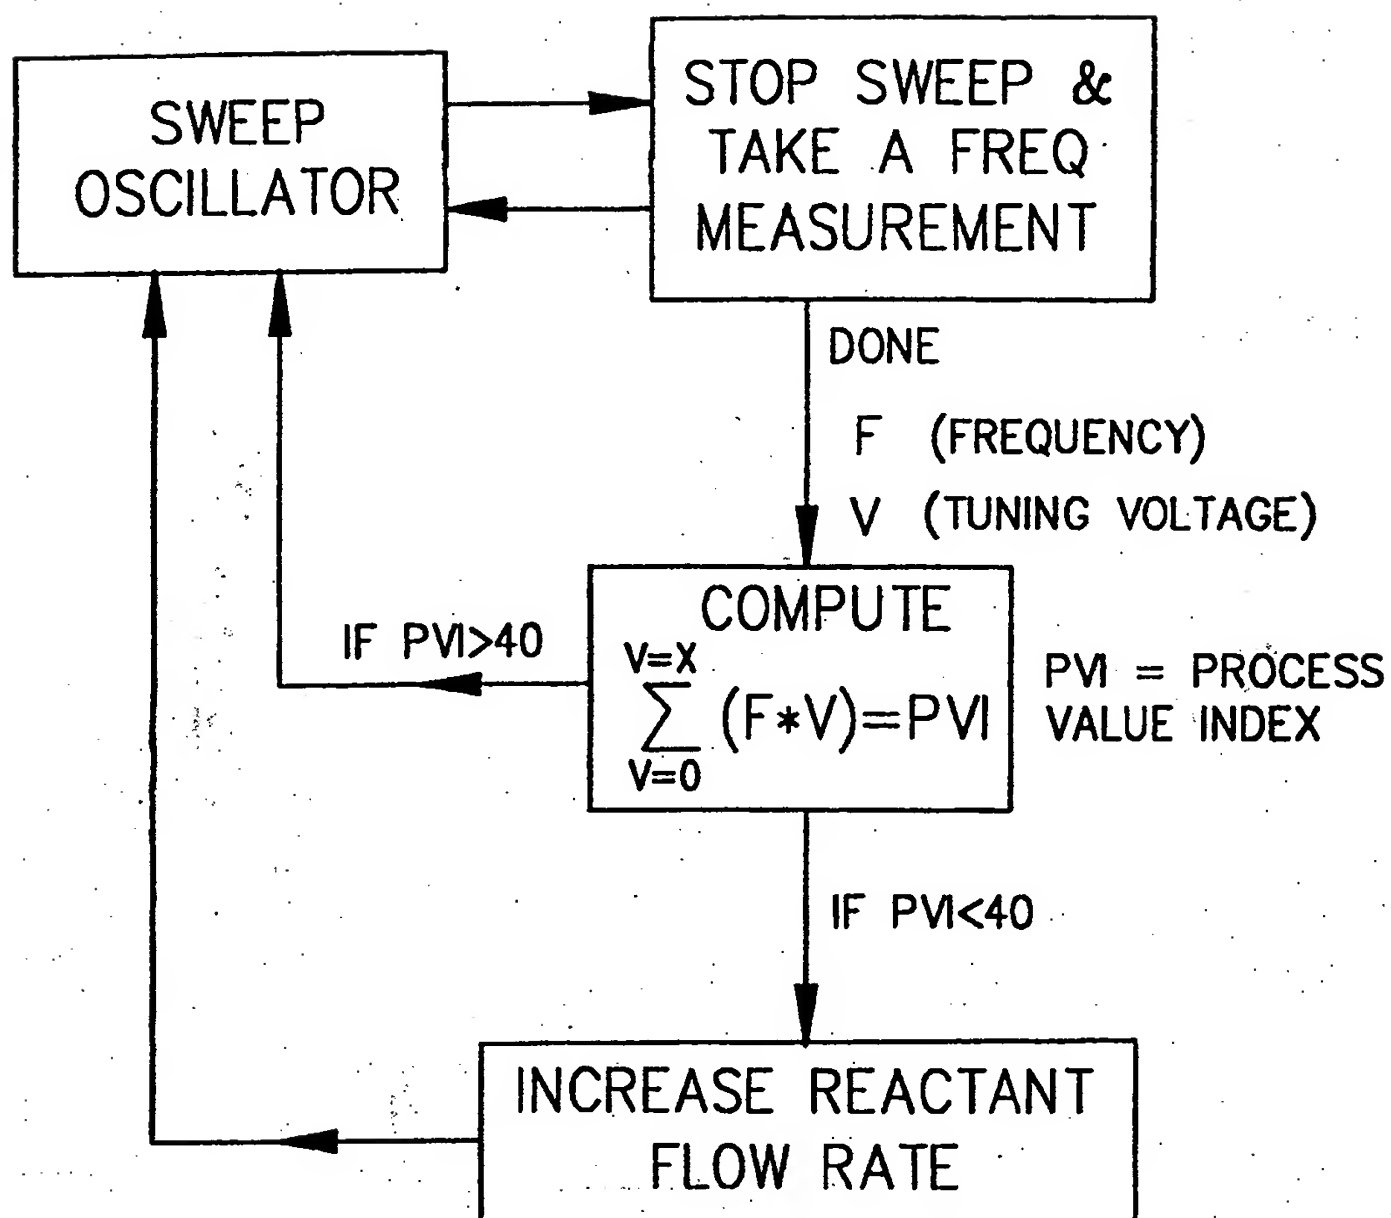 SWEEP
OSCILLATOR
STOP SWEEP &
TAKE A FREQ
MEASUREMENT
DONE
F (FREQUENCY)
V (TUNING VOLTAGE)
COMPUTE
V=X
∑ (F*V)=PVI
V=0
IF PVI>40
PVI = PROCESS
VALUE INDEX
IF PVI<40
INCREASE REACTANT
FLOW RATE